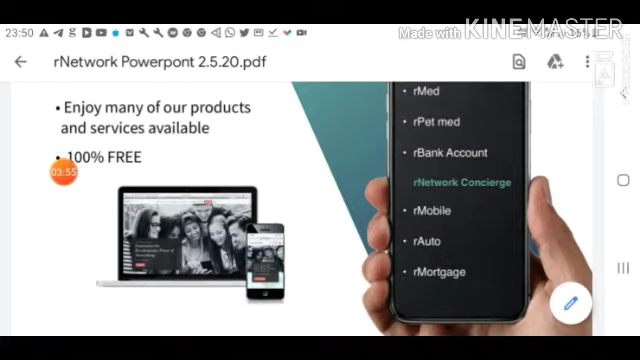 23:50
Made with KINEMASTER
15%
rNetwork Powerpont 2.5.20.pdf
• Enjoy many of our products
and services available
• 100% FREE
03:55
• rMed
• rPet med
• rBank Account
rNetwork Concierge
• rMobile
• rAuto
• rMortgage